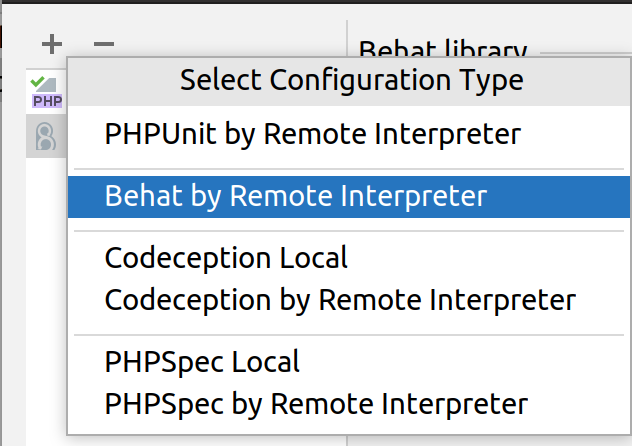 Behat library
Select Configuration Type
PHP
PHPUnit by Remote Interpreter
Behat by Remote Interpreter
Codeception Local
Codeception by Remote Interpreter
PHPSpec Local
PHPSpec by Remote Interpreter